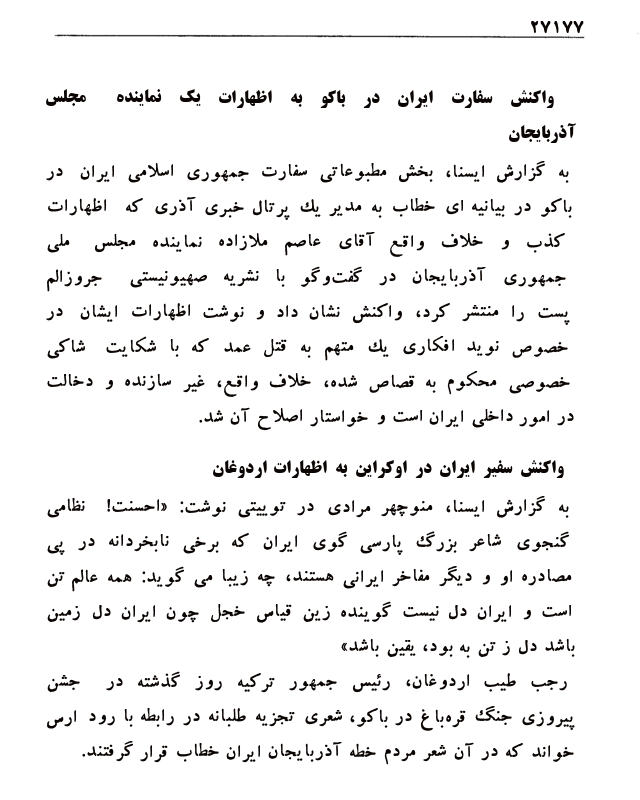 ۲۷۱۷۷
واکنش سفارت ایران در باکو به اظهارات یک نماینده مجلس
آذربایجان
به گزارش ایسنا، بخش مطبوعاتی سفارت جمهوری اسلامی ایران در
باکو در بیانیه ای خطاب به مدیر یك پرتال خبری آذری که اظهارات
کذب و خلاف واقع آقای عاصم ملازاده نماینده مجلس ملی
جمهوری آذربایجان در گفت‌وگو با نشریه صهیونیستی جروزالم
پست را منتشر کرد، واکنش نشان داد و نوشت اظهارات ایشان در
خصوص نوید افکاری یك متهم به قتل عمد که با شکایت شاکی
خصوصی محکوم به قصاص شده، خلاف واقع، غیر سازنده و دخالت
در امور داخلی ایران است و خواستار اصلاح آن شد.
واکنش سفیر ایران در اوکراین به اظهارات اردوغان
به گزارش ایسنا، منوچهر مرادی در توییتی نوشت: «احسنت! نظامی
گنجوی شاعر بزرگ پارسی گوی ایران که برخی نابخردانه در پی
مصادره او و دیگر مفاخر ایرانی هستند، چه زیبا می گوید: همه عالم تن
است و ایران دل نیست گوینده زین قیاس خجل چون ایران دل زمین
باشد دل ز تن به بود، یقین باشد»
رجب طیب اردوغان، رئیس جمهور ترکیه روز گذشته در جشن
پیروزی جنگ قره‌باغ در باکو، شعری تجزیه طلبانه در رابطه با رود ارس
خواند که در آن شعر مردم خطه آذربایجان ایران خطاب قرار گرفتند.